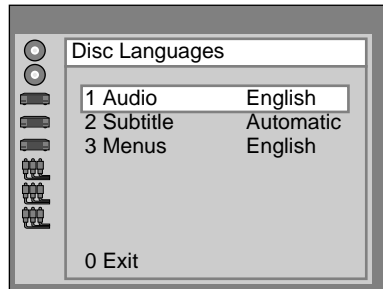 Disc Languages
1 Audio English
2 Subtitle Automatic
3 Menus English
0 Exit